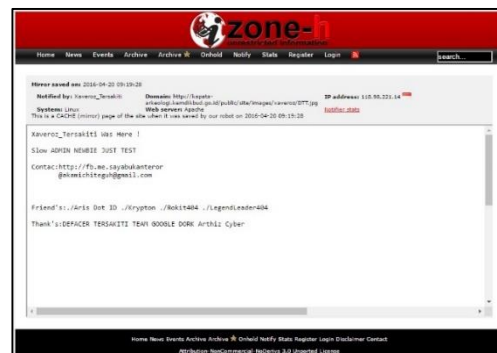 zone-h
unrestricted information
Home News Events Archive Archive Onhold Notify Stats Register Login
search...
Mirror saved on: 2016-04-20 09:19:28
Notified by: Xaveroz_Tersakiti
Domain: http://kayata-arkeologi.kemdikbud.go.id/public/site/images/xaveroz/DTT.jpg
IP address: 118.98.221.14
System: Linux
Web server: Apache
Notifier stats
This is a CACHE (mirror) page of the site when it was saved by our robot on 2016-04-20 09:19:28
Xaveroz_Tersakiti Was Here !
Slow ADMIN NEWBIE JUST TEST
Contac:http://fb.me.sayabukanteror
@ekamichiteguh@gmail.com
Friend's:./Aris Dot ID ./Krypton ./Rokit404 ./LegendLeader404
Thank's:DEFACER TERSAKITI TEAM GOOGLE DORK Arthiz Cyber
Home News Events Archive Archive Onhold Notify Stats Register Login Disclaimer Contact
Attribution-NonCommercial-NoDerivs 3.0 Unported License